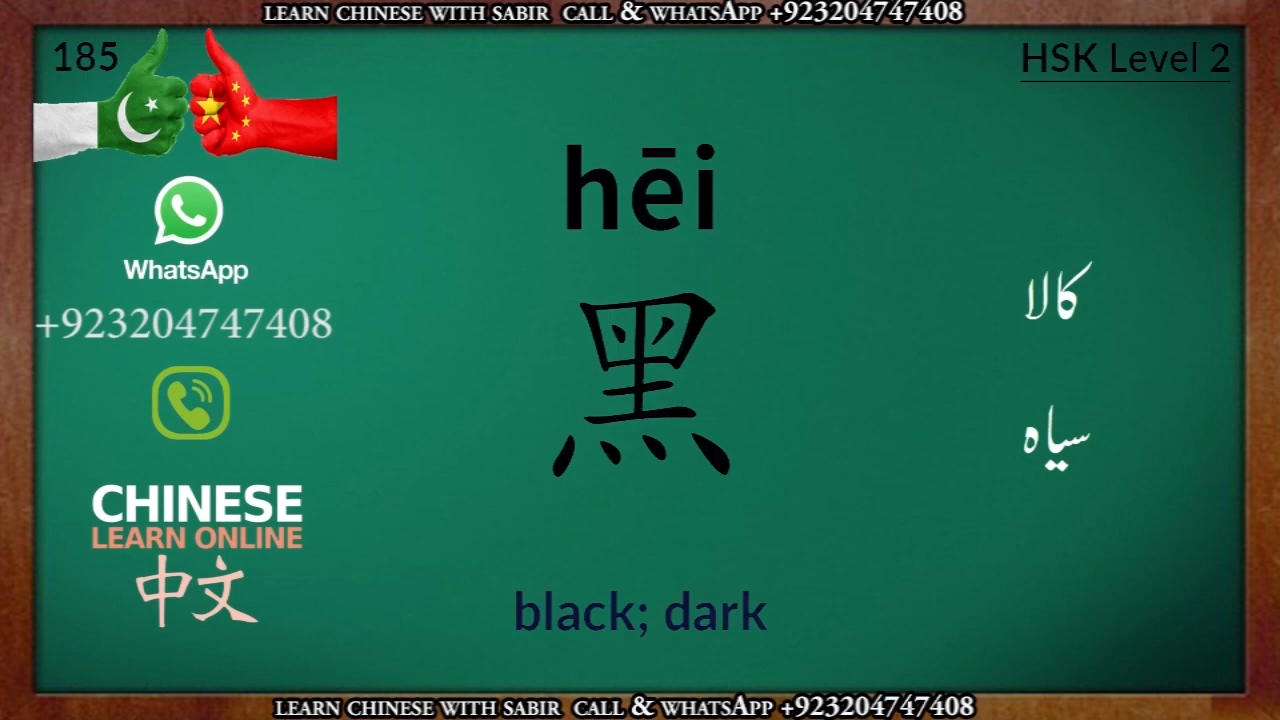 LEARN CHINESE WITH SABIR CALL & WHATSAPP +923204747408
185
HSK Level 2
hēi
WhatsApp
کالا
+923204747408
黑
سیاہ
CHINESE
LEARN ONLINE
中文
black; dark
LEARN CHINESE WITH SABIR CALL & WHATSAPP +923204747408